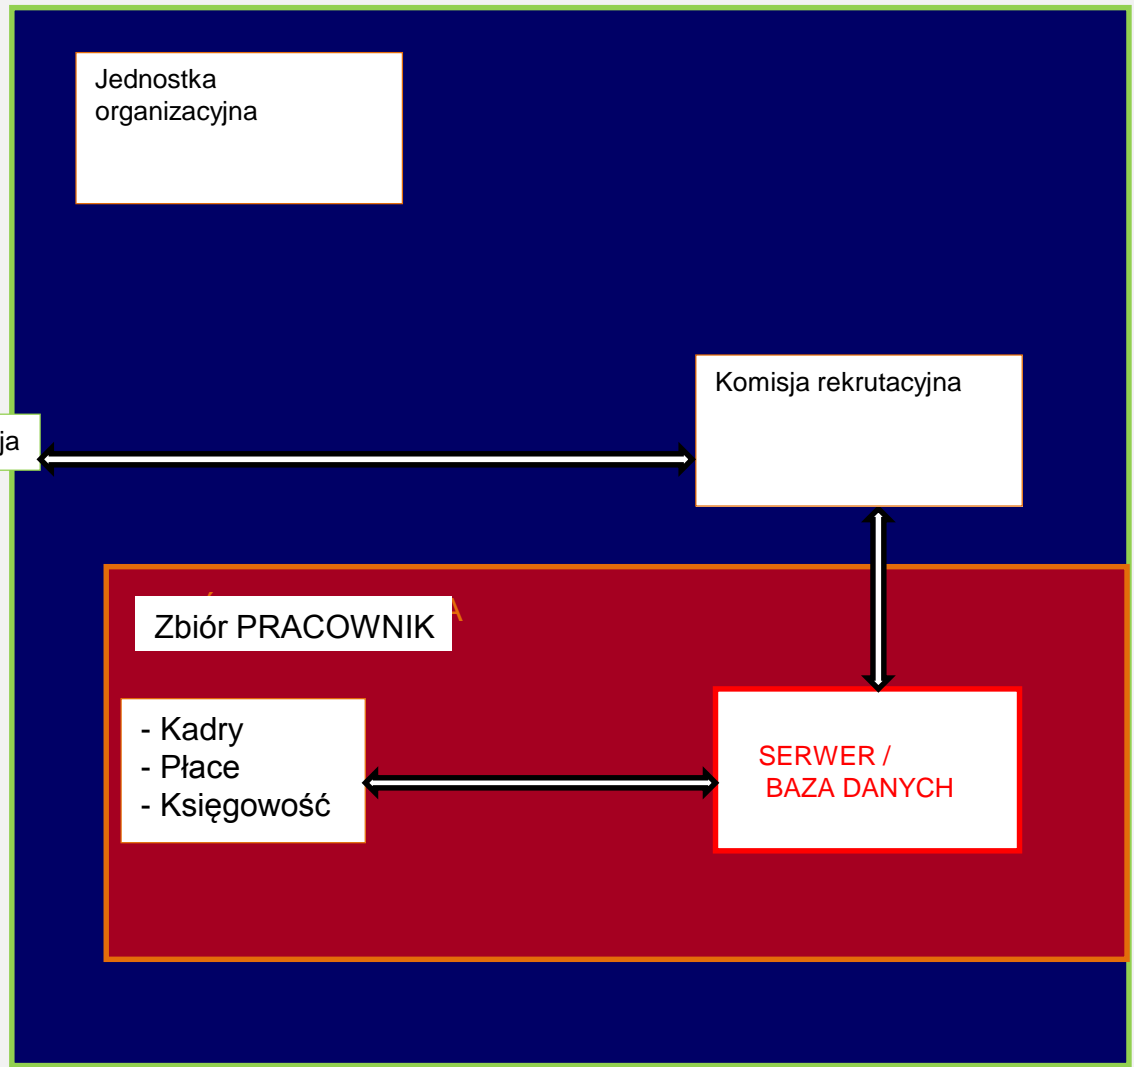 Jednostka
organizacyjna
Komisja rekrutacyjna
ja
Zbiór PRACOWNIK
- Kadry
- Płace
- Księgowość
SERWER /
BAZA DANYCH